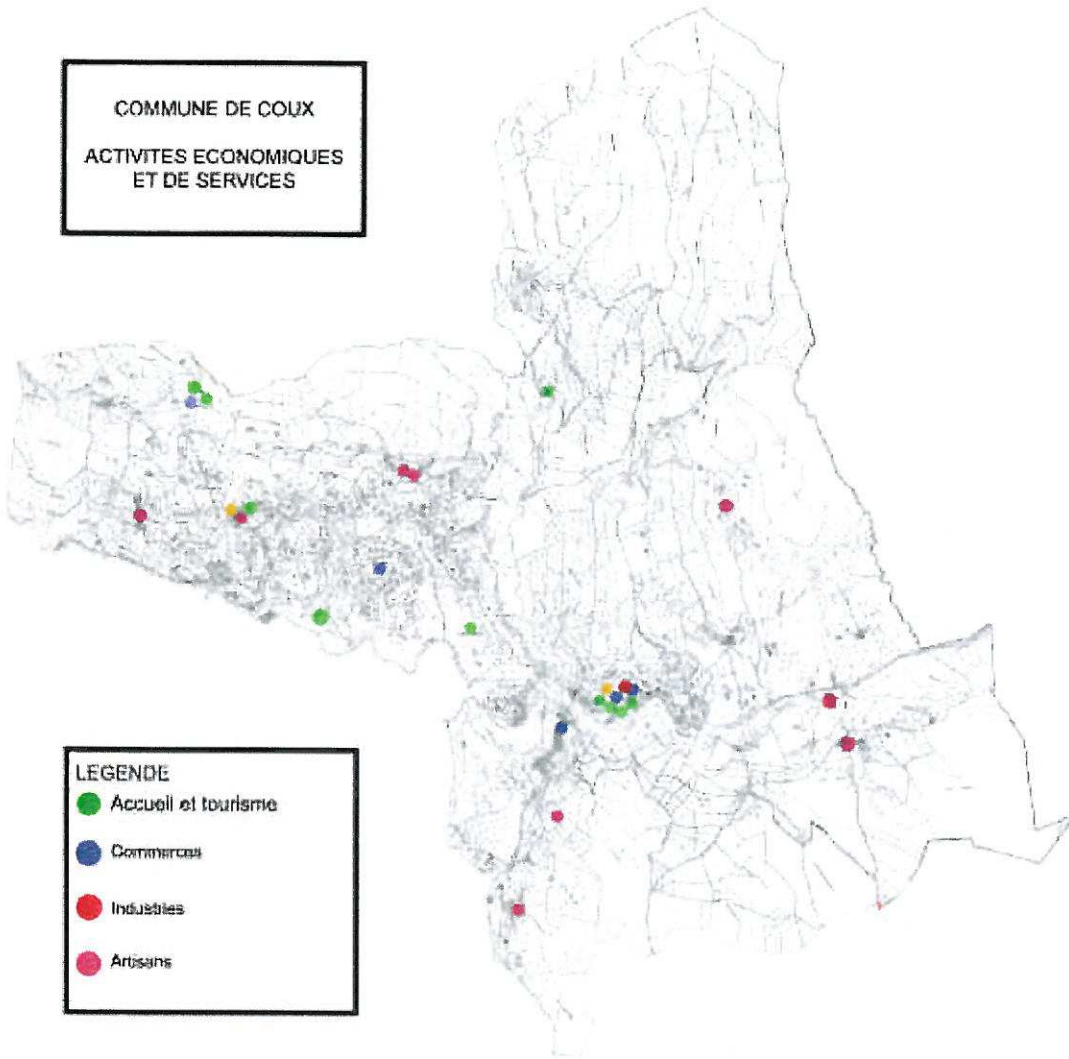 COMMUNE DE COUX
ACTIVITES ECONOMIQUES
ET DE SERVICES
LEGENDE
Accueil et tourisme
Commerces
Industries
Artisans